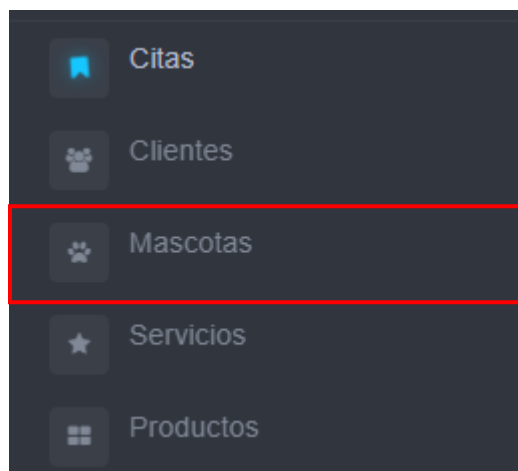 Citas
Clientes
Mascotas
Servicios
Productos